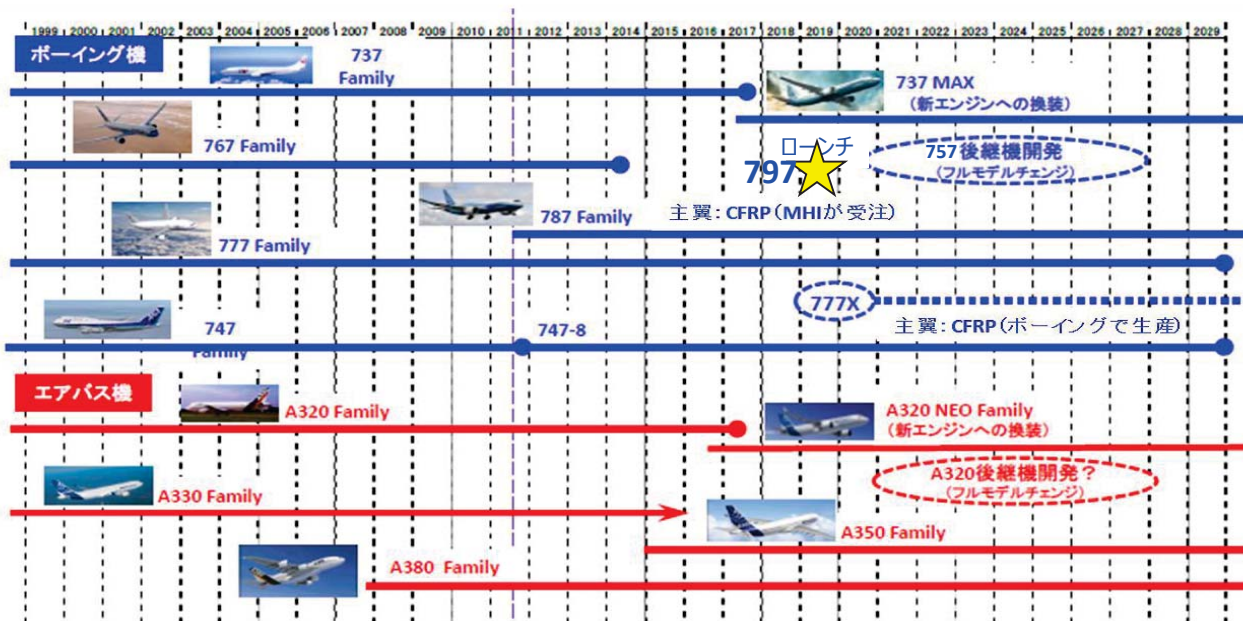 1999 2000 2001 2002 2003 2004 2005 2006 2007 2008 2009 2010 2011 2012 2013 2014 2015 2016 2017 2018 2019 2020 2021 2022 2023 2024 2025 2026 2027 2028 2029
ボーイング機
737
Family
737 MAX
(新エンジンへの換装)
767 Family
ローンチ
797
757後継機開発
(フルモデルチェンジ)
787 Family
主翼:CFRP(MHIが受注)
777 Family
777X
主翼:CFRP(ボーイングで生産)
747
Family
747-8
エアバス機
A320 Family
A320 NEO Family
(新エンジンへの換装)
A330 Family
A320後継機開発?
(フルモデルチェンジ)
A350 Family
A380 Family